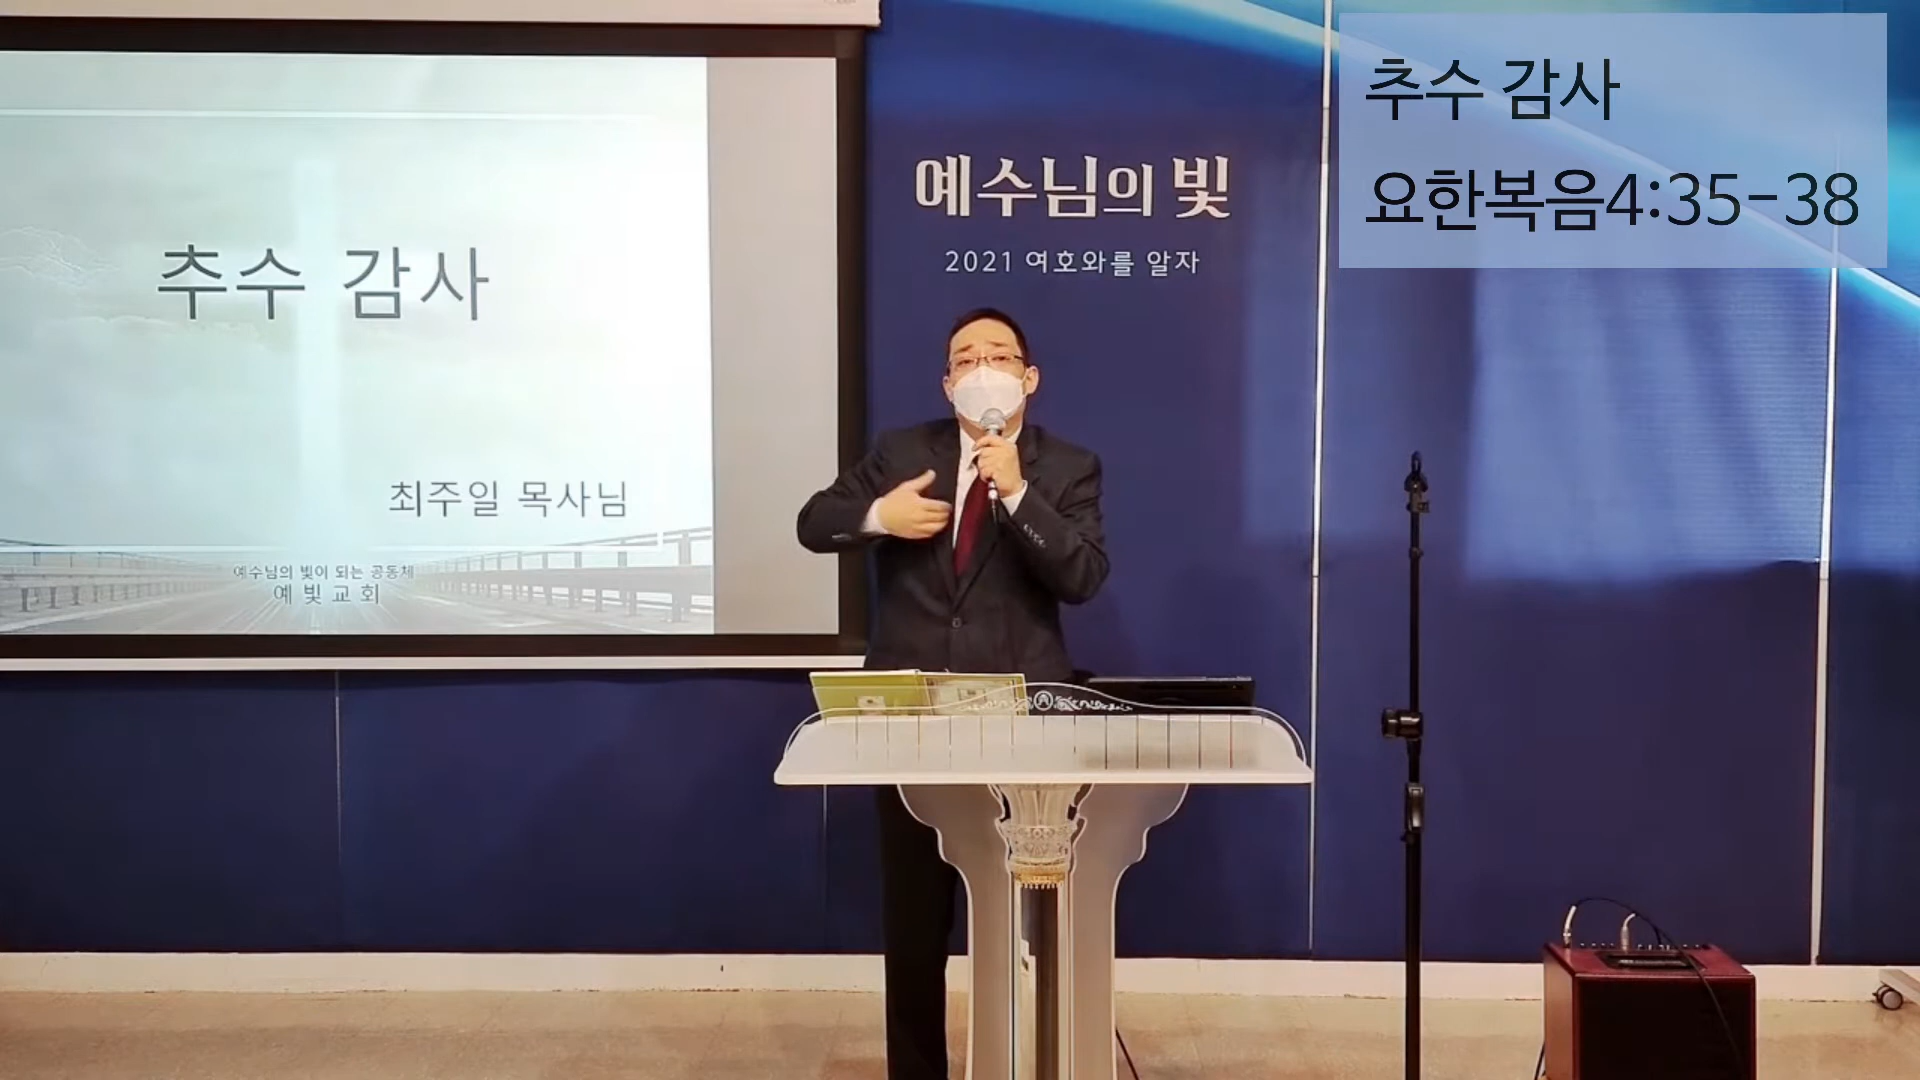 추수 감사
최주일 목사님
예수님의 빛이 되는 공동체
예빛교회
예수님의 빛
2021 여호와를 알자
추수 감사
요한복음4:35-38